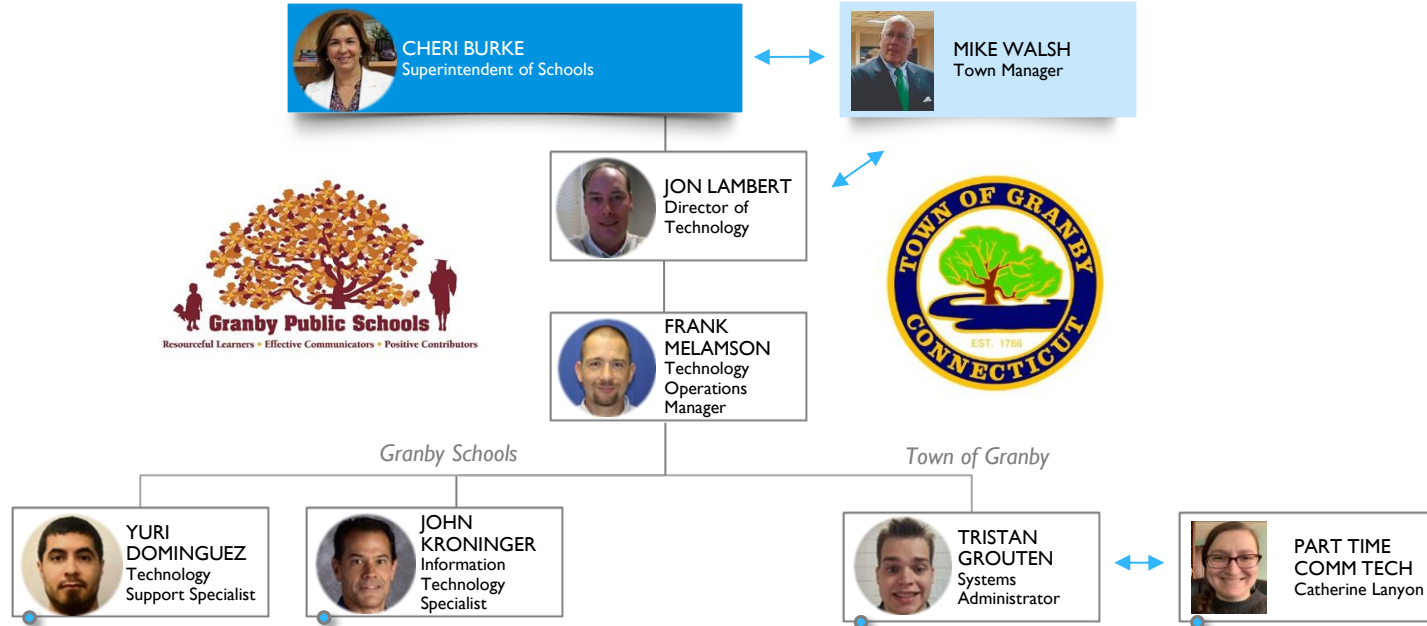 CHERI BURKE
Superintendent of Schools
MIKE WALSH
Town Manager
JON LAMBERT
Director of
Technology
Granby Public Schools
Resourceful Learners • Effective Communicators • Positive Contributors
TOWN OF GRANBY
EST. 1786
CONNECTICUT
FRANK
MELAMSON
Technology
Operations
Manager
Granby Schools
Town of Granby
YURI
DOMINGUEZ
Technology
Support Specialist
JOHN
KRONINGER
Information
Technology
Specialist
TRISTAN
GROUTEN
Systems
Administrator
PART TIME
COMM TECH
Catherine Lanyon